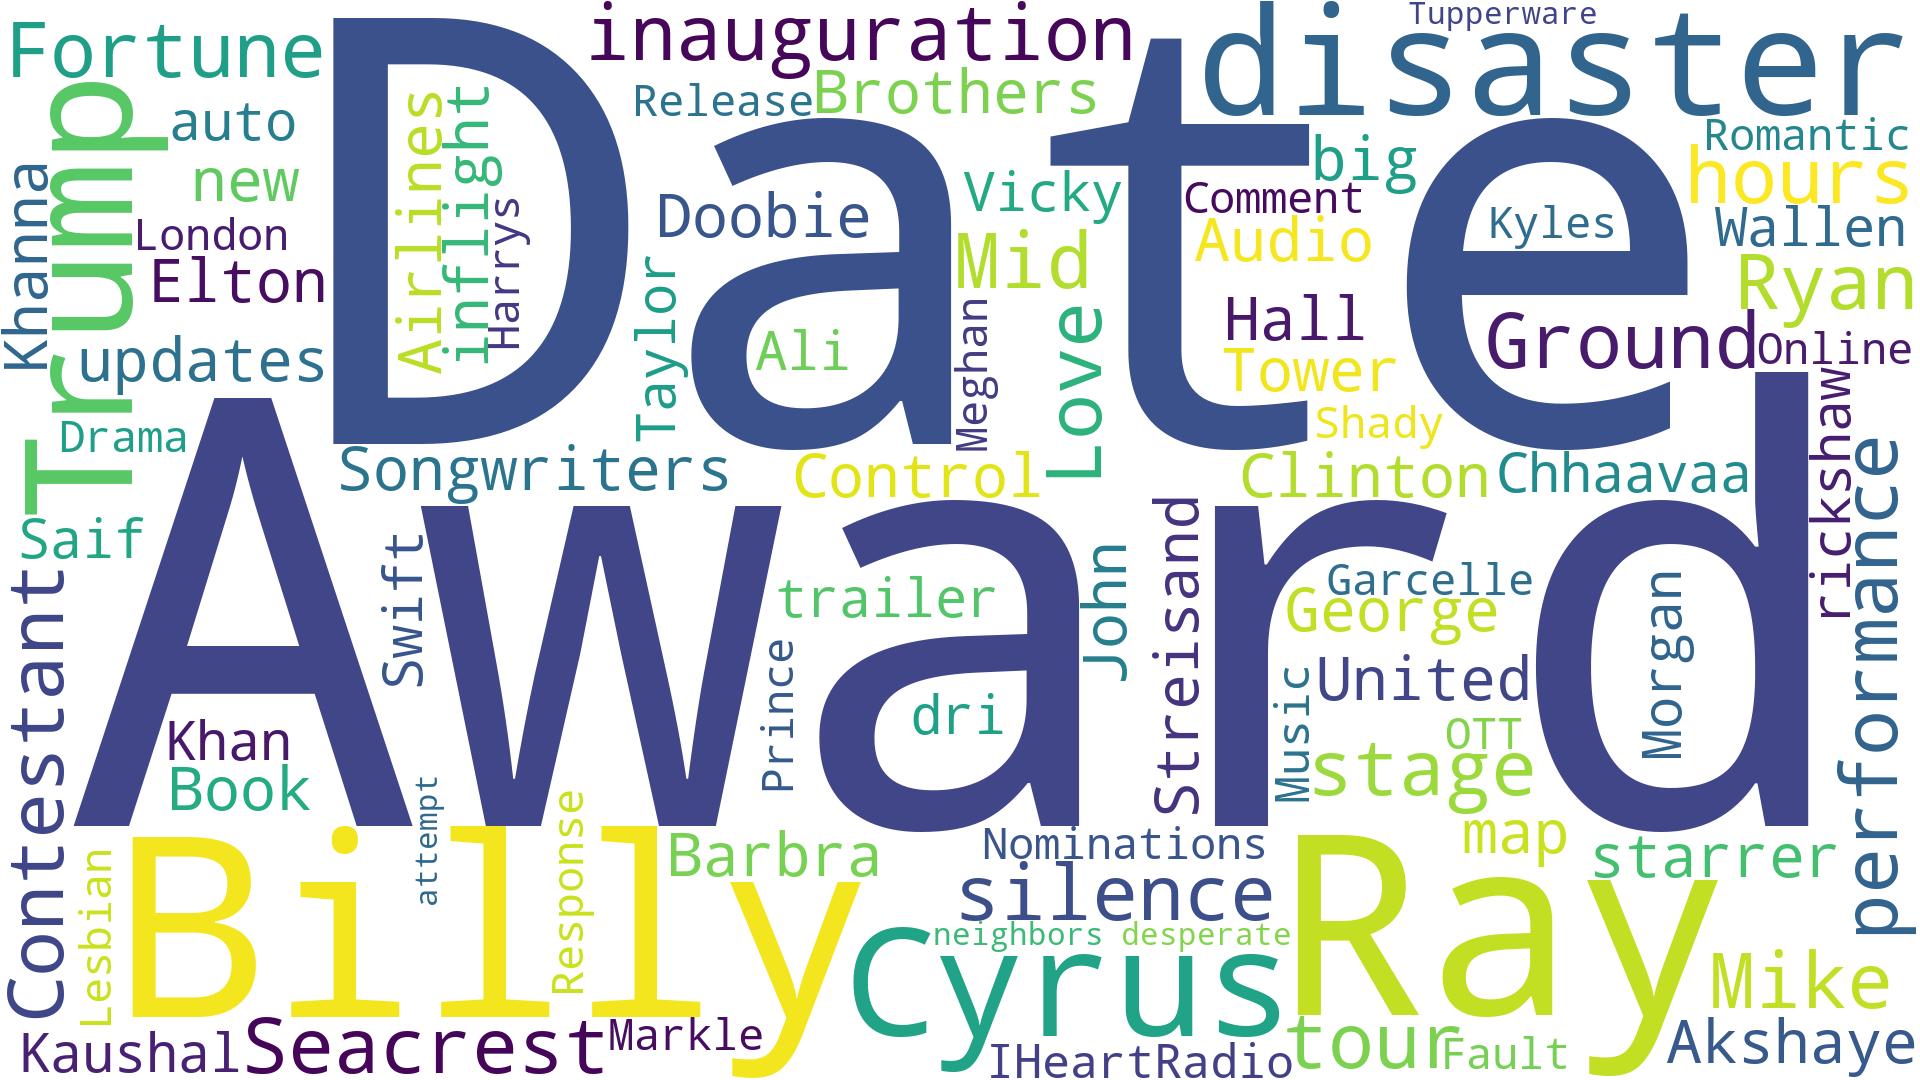 Tupperware
inauguration
disaster
Fortune
Date
Release
Brothers
auto
Airlines
inflight
Harrys
Trump
Khanna
new
London
Elton
updates
Doobie
Vicky
Comment
big
Romantic
hours
Audio
Kyles
Wallen
Mid
Ryan
Taylor
Ali
Meghan
Love
Hall
Tower
Ground
Online
Drama
Shady
Songwriters
Control
Clinton
Chhaavaa
rickshaw
Award
Saif
Swift
trailer
John
Streisand
Garcelle
George
Morgan
performance
Contestant
Prince
dri
United
Music
OTT
stage
Khan
Book
attempt
Response
Barbra
Nominations
map
starrer
Billy
Lesbian
silence
Ray
neighbors
desperate
Cyrus
Mike
Kaushal
Seacrest
Markle
IHeartRadio
tour
Fault
Akshaye